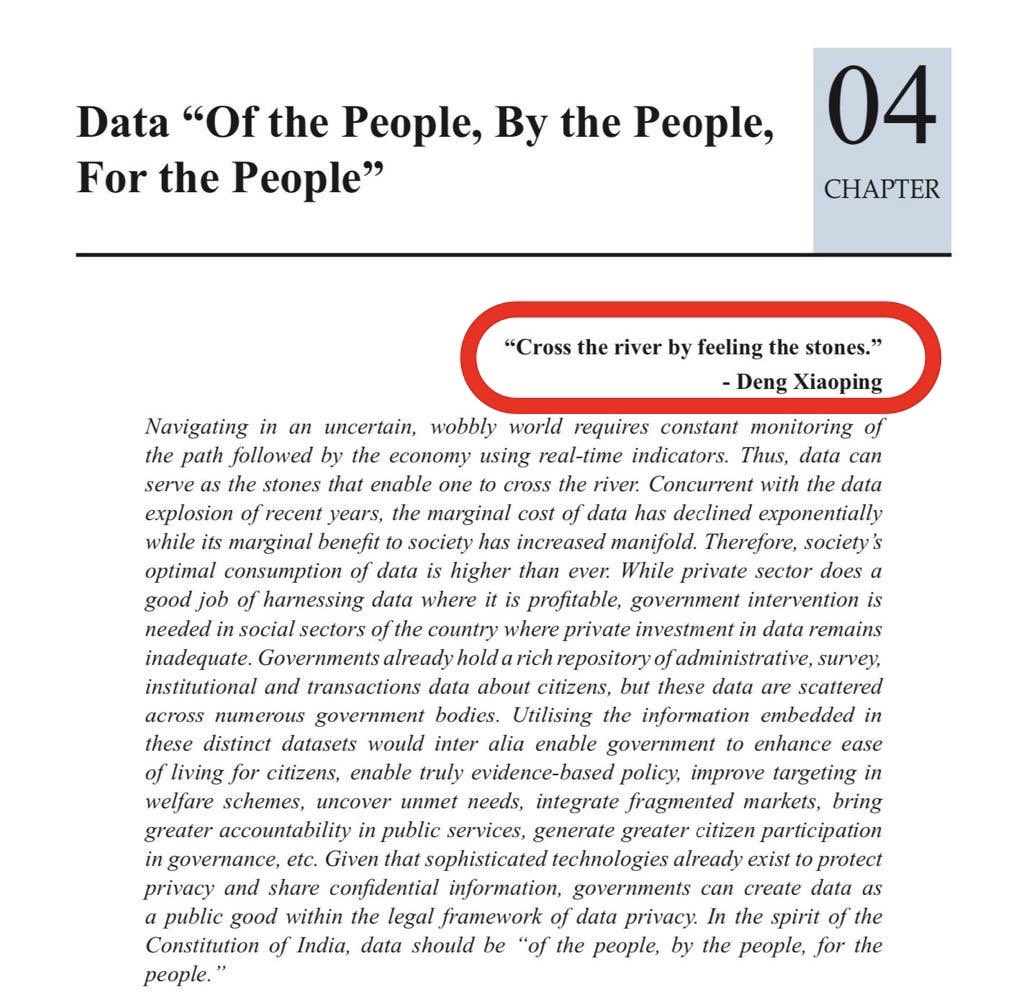 Data “Of the People, By the People,
For the People”
04
CHAPTER
“Cross the river by feeling the stones.”
- Deng Xiaoping
Navigating in an uncertain, wobbly world requires constant monitoring of
the path followed by the economy using real-time indicators. Thus, data can
serve as the stones that enable one to cross the river. Concurrent with the data
explosion of recent years, the marginal cost of data has declined exponentially
while its marginal benefit to society has increased manifold. Therefore, society’s
optimal consumption of data is higher than ever. While private sector does a
good job of harnessing data where it is profitable, government intervention is
needed in social sectors of the country where private investment in data remains
inadequate. Governments already hold a rich repository of administrative, survey,
institutional and transactions data about citizens, but these data are scattered
across numerous government bodies. Utilising the information embedded in
these distinct datasets would inter alia enable government to enhance ease
of living for citizens, enable truly evidence-based policy, improve targeting in
welfare schemes, uncover unmet needs, integrate fragmented markets, bring
greater accountability in public services, generate greater citizen participation
in governance, etc. Given that sophisticated technologies already exist to protect
privacy and share confidential information, governments can create data as
a public good within the legal framework of data privacy. In the spirit of the
Constitution of India, data should be “of the people, by the people, for the
people.”